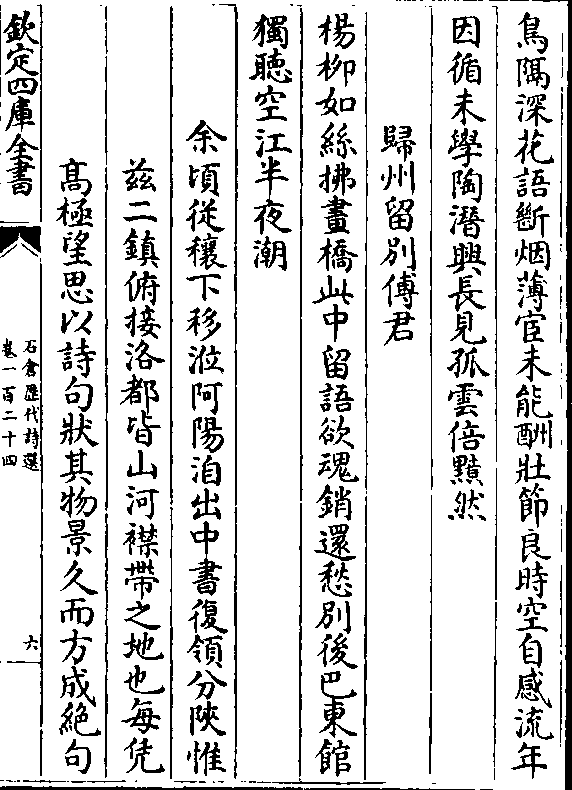 鳥隅深花語斷烟薄宦未能酬壯節良時空自感流年
因循未學陶潛興長見孤雲倍黯然
歸州留别傅君
楊柳如絲拂畫橋此中留語欲魂銷還愁别後巴東館
獨聽空江半夜潮
余頃從穰下移涖阿陽洎出中書復領分陜惟
兹二鎮俯接洛都皆山河襟帶之地也每凭
髙極望思以詩句狀其物景久而方成絶句
欽定四庫全書
石倉歴代詩選
卷一百二十四
六